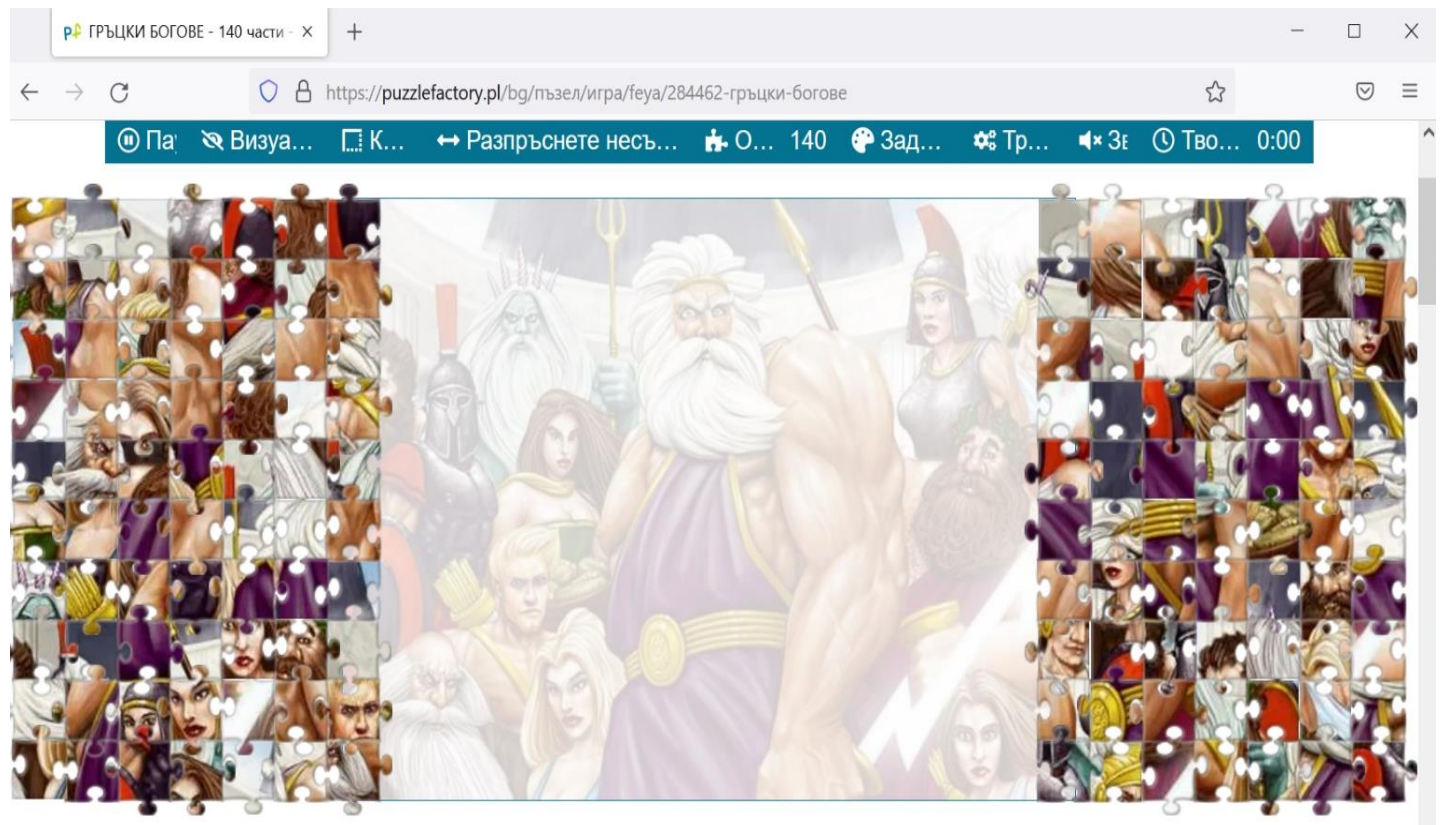 ГРЪЦКИ БОГОВЕ - 140 части -
https://puzzlefactory.pl/bg/пъзел/игра/feya/284462-гръцки-богове
Па Визуа... К... Разпръснете несъ... О... 140 Зад... Тр... Зв Тво... 0:00